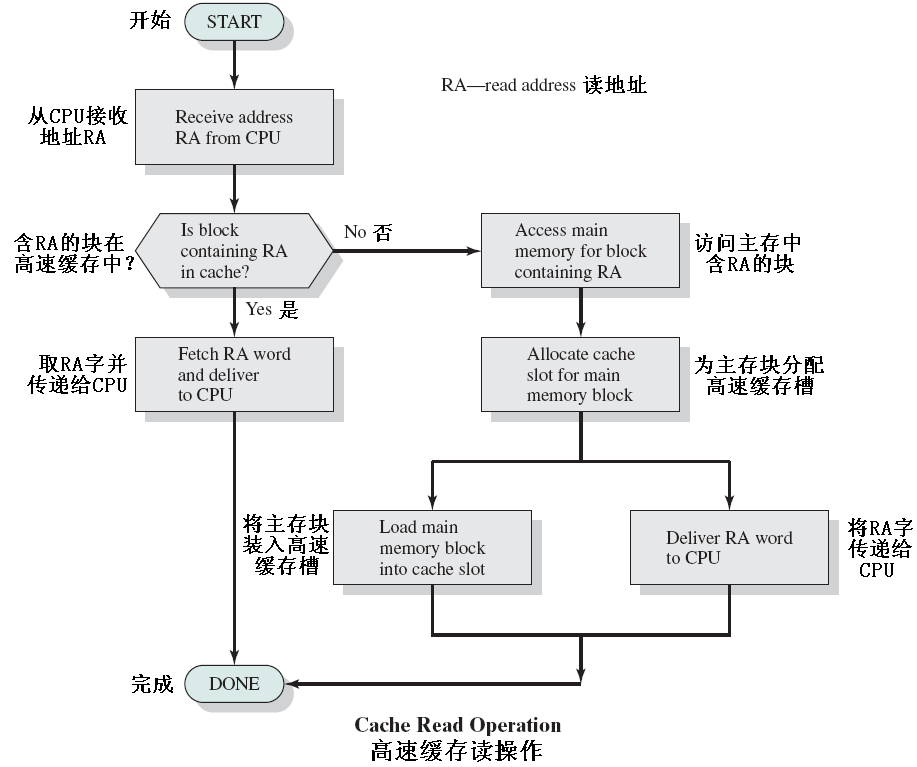 开始
START
RA—read address 读地址
从CPU接收
地址RA
Receive address
RA from CPU
含RA的块在
高速缓存中?
Is block
containing RA
in cache?
No 否
Access main
memory for block
containing RA
访问主存中
含RA的块
Yes 是
取RA字并
传递给CPU
Fetch RA word
and deliver
to CPU
Allocate cache
slot for main
memory block
为主存块分配
高速缓存槽
将主存块
装入高速
缓存槽
Load main
memory block
into cache slot
Deliver RA word
to CPU
将RA字
传递给
CPU
完成
DONE
Cache Read Operation
高速缓存读操作